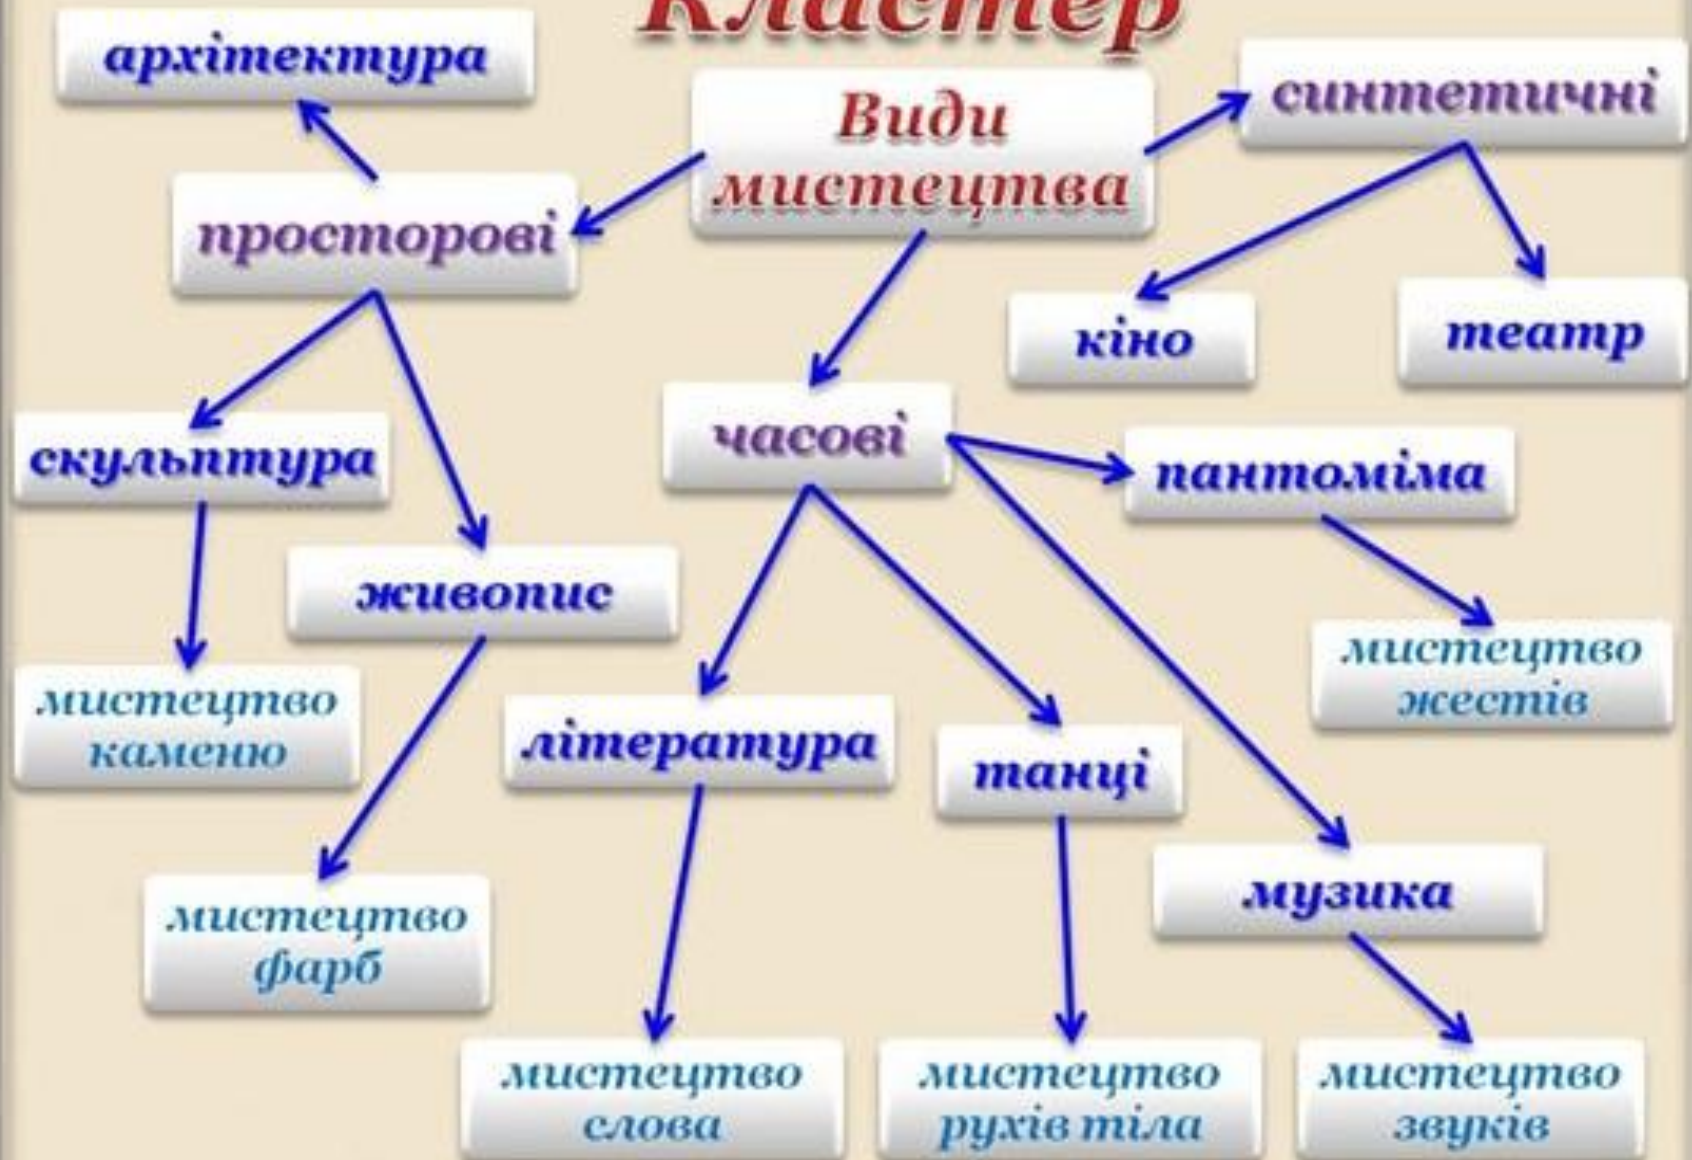 Кластер
архітектура
Види
мистецтва
синтетичні
просторові
кіно
театр
часові
скульптура
пантоміма
живопис
мистецтво
жестів
мистецтво
каменю
література
танці
музика
мистецтво
фарб
мистецтво
слова
мистецтво
рухів тіла
мистецтво
звуків